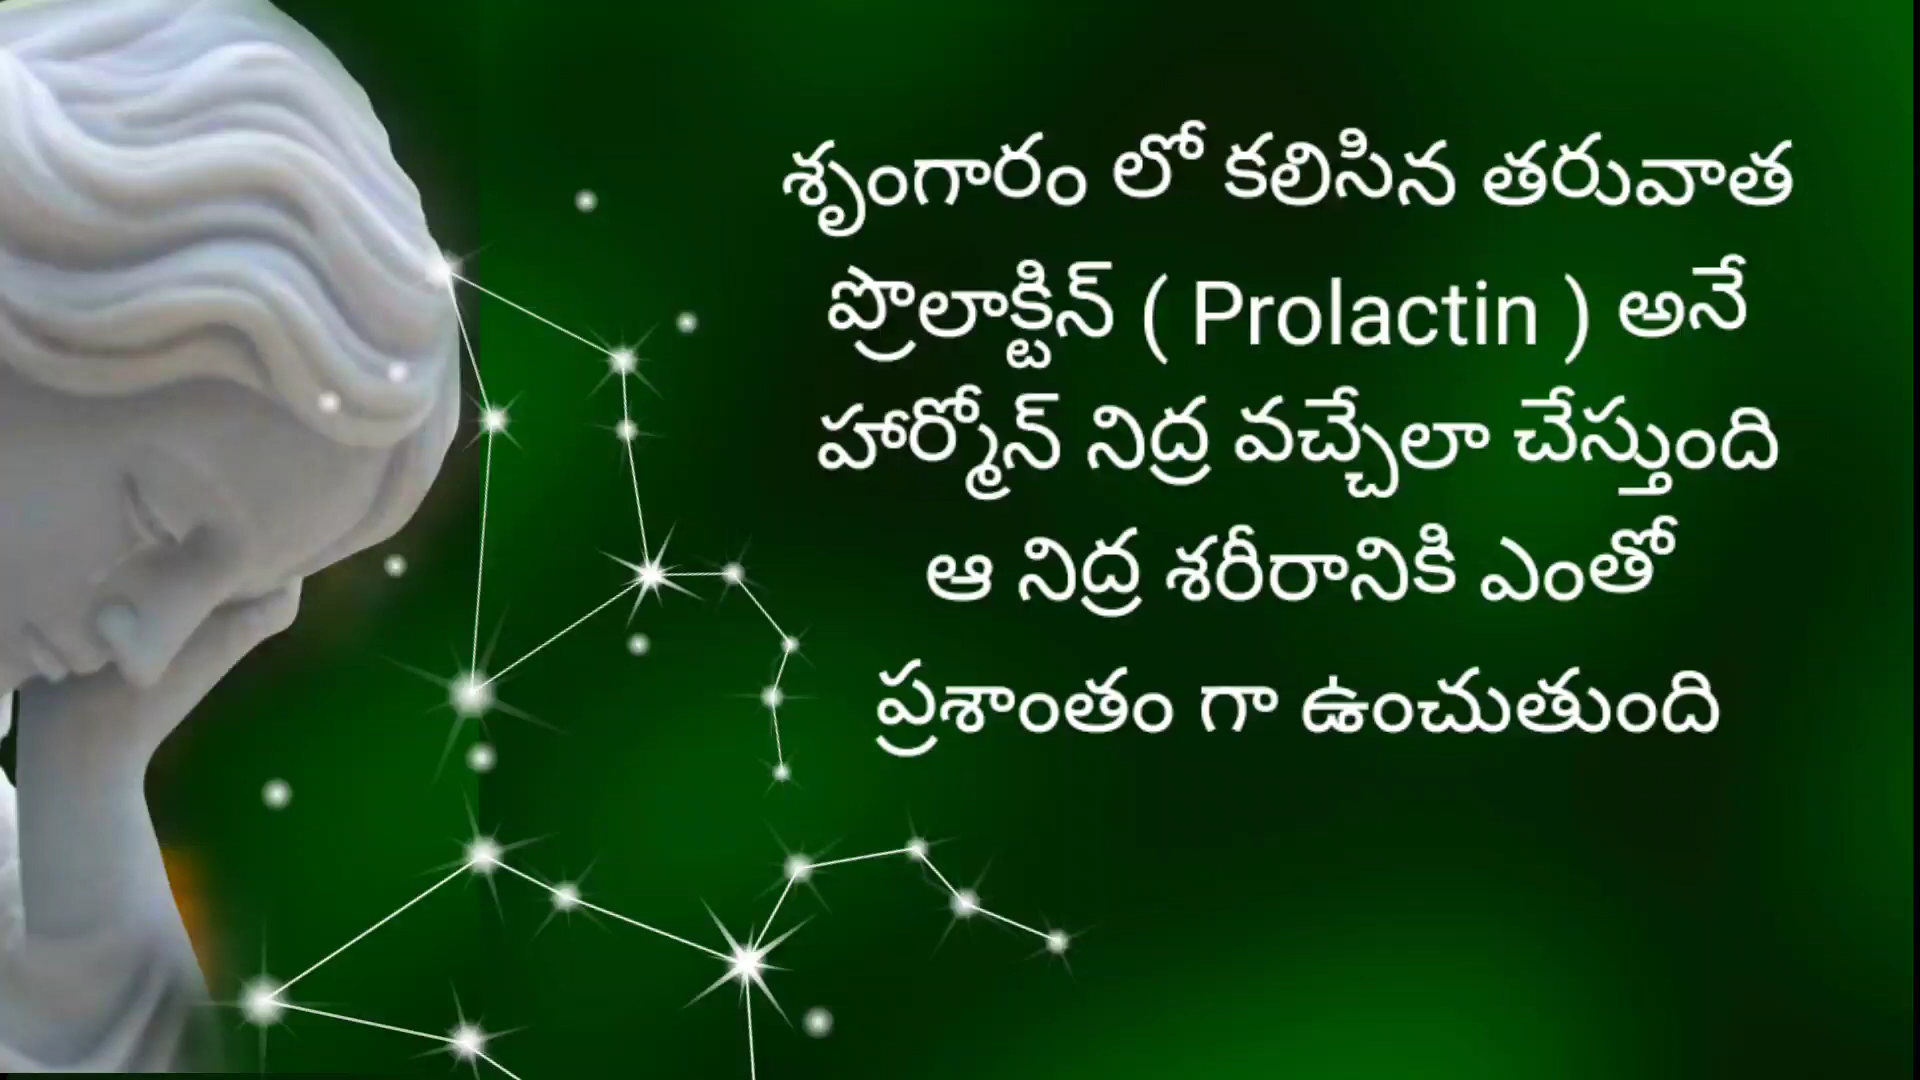 శృంగారం లో కలిసిన తరువాత
ప్రొలాక్టిన్ ( Prolactin ) అనే
హార్మోన్ నిద్ర వచ్చేలా చేస్తుంది
ఆ నిద్ర శరీరానికి ఎంతో
ప్రశాంతం గా ఉంచుతుంది